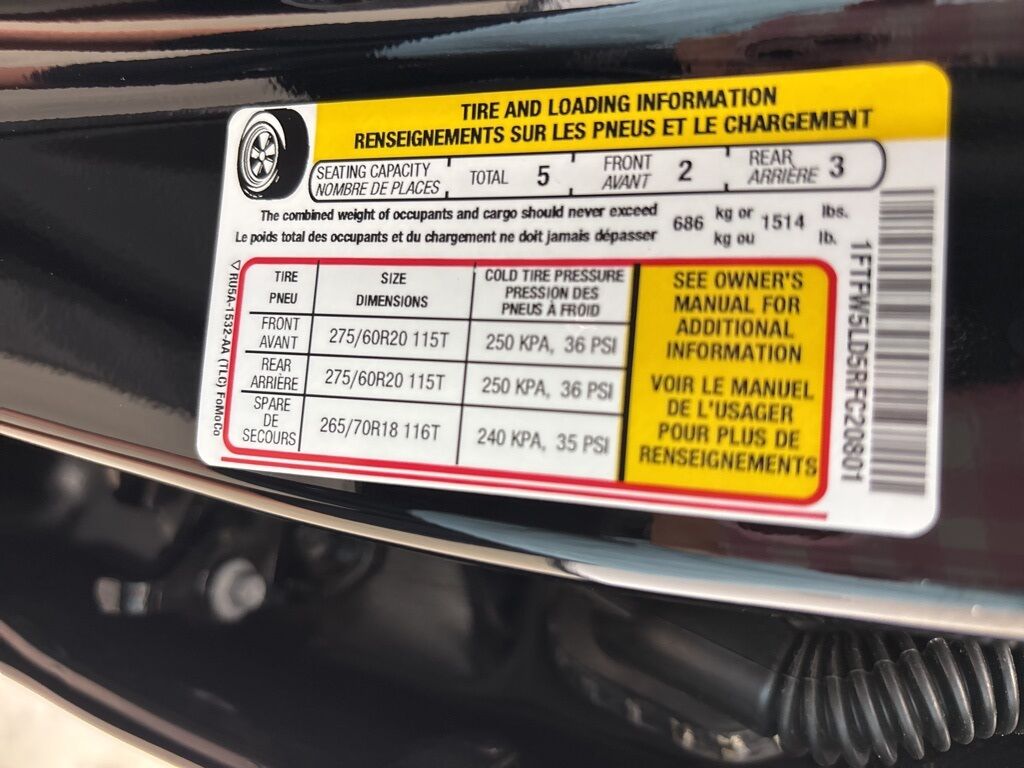 TIRE AND LOADING INFORMATION
RENSEIGNEMENTS SUR LES PNEUS ET LE CHARGEMENT
SEATING CAPACITY
NOMBRE DE PLACES
TOTAL 5
FRONT
AVANT
2
REAR
ARRIÈRE
3
The combined weight of occupants and cargo should never exceed 686 kg or 1514 lbs.
Le poids total des occupants et du chargement ne doit jamais dépasser kg ou lb.
TIRE
PNEU
SIZE
DIMENSIONS
COLD TIRE PRESSURE
PRESSION DES
PNEUS À FROID
FRONT
AVANT
275/60R20 115T
250 KPA, 36 PSI
REAR
ARRIÈRE
275/60R20 115T
250 KPA, 36 PSI
SPARE
DE
SECOURS
265/70R18 116T
240 KPA, 35 PSI
SEE OWNER'S
MANUAL FOR
ADDITIONAL
INFORMATION
VOIR LE MANUEL
DE L'USAGER
POUR PLUS DE
RENSEIGNEMENTS
▽RU5A-1532-AA (TLC) FoMoCo
1FTFW5LD5RFC20801